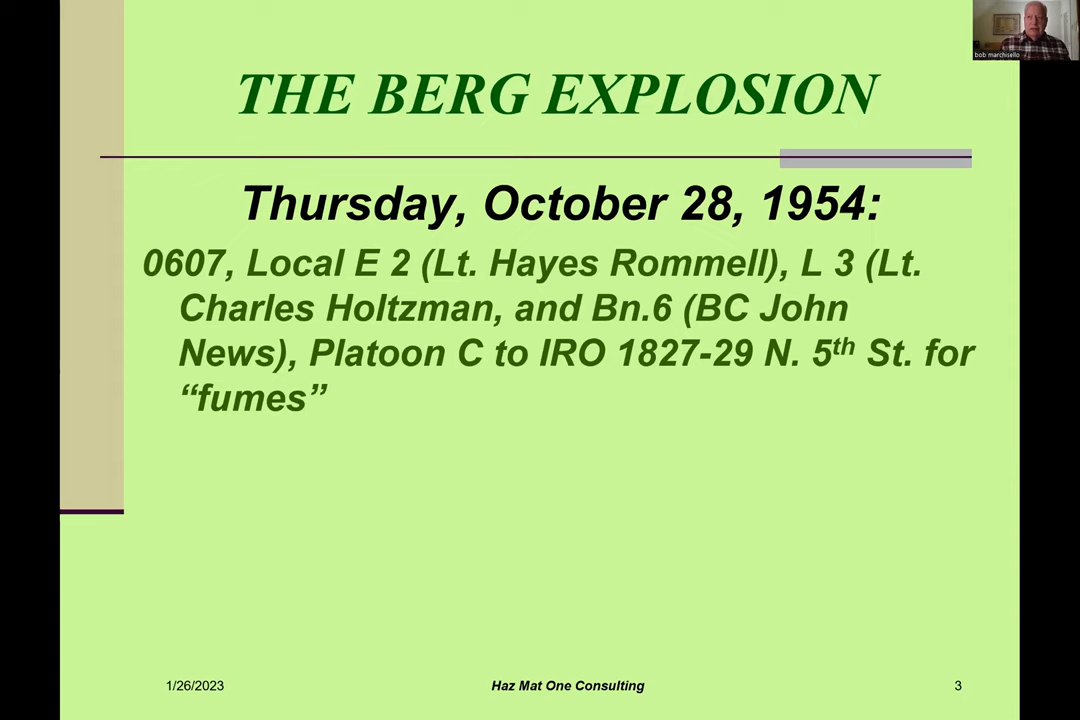 bob marchisello
THE BERG EXPLOSION
Thursday, October 28, 1954:
0607, Local E 2 (Lt. Hayes Rommell), L 3 (Lt.
Charles Holtzman, and Bn.6 (BC John
News), Platoon C to IRO 1827-29 N. 5th St. for
“fumes”
1/26/2023
Haz Mat One Consulting
3